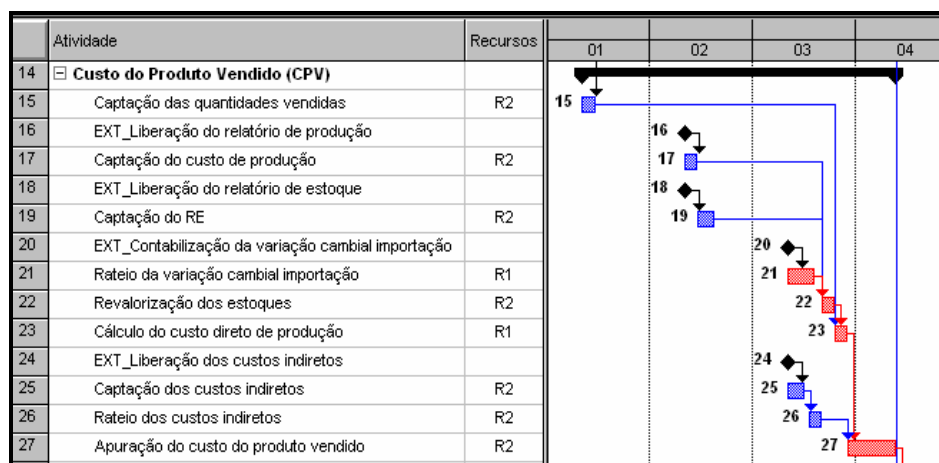 Atividade Recursos 01 02 03 04
14 Custo do Produto Vendido (CPV)
15 Captação das quantidades vendidas R2 15
16 EXT_Liberação do relatório de produção 16
17 Captação do custo de produção R2 17
18 EXT_Liberação do relatório de estoque 18
19 Captação do RE R2 19
20 EXT_Contabilização da variação cambial importação 20
21 Rateio da variação cambial importação R1 21
22 Revalorização dos estoques R2 22
23 Cálculo do custo direto de produção R1 23
24 EXT_Liberação dos custos indiretos 24
25 Captação dos custos indiretos R2 25
26 Rateio dos custos indiretos R2 26
27 Apuração do custo do produto vendido R2 27